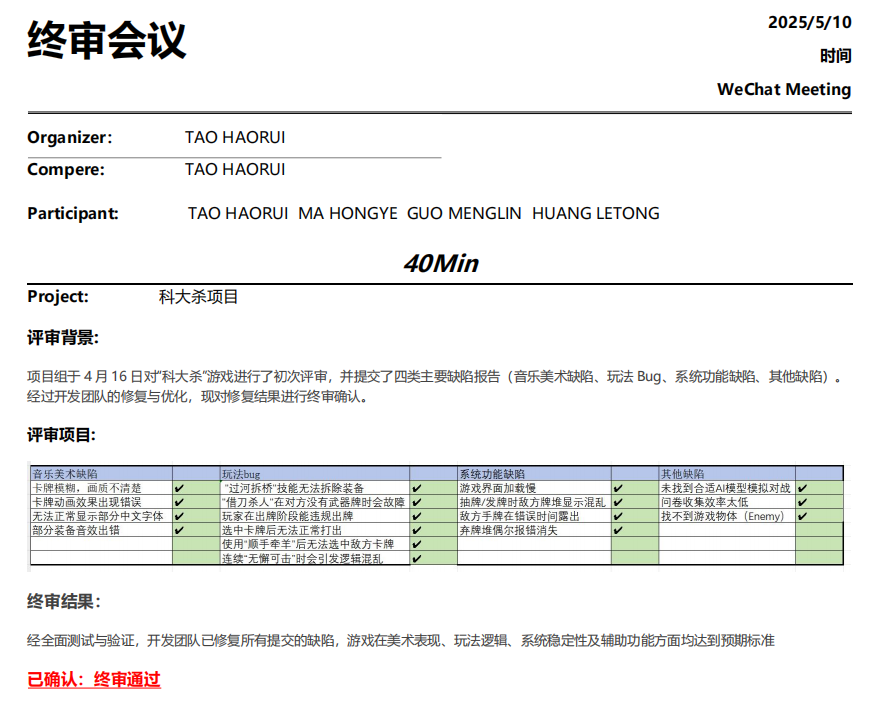 终审会议
2025/5/10
时间
WeChat Meeting
Organizer: TAO HAORUI
Compere: TAO HAORUI
Participant: TAO HAORUI MA HONGYE GUO MENGLIN HUANG LETONG
40Min
Project: 科大杀项目
评审背景:
项目组于 4 月 16 日对“科大杀”游戏进行了初次评审，并提交了四类主要缺陷报告（音乐美术缺陷、玩法 Bug、系统功能缺陷、其他缺陷）。
经过开发团队的修复与优化，现对修复结果进行终审确认。
评审项目:
音乐美术缺陷 玩法bug 系统功能缺陷 其他缺陷
卡牌模糊，画质不清楚 ✔ “过河拆桥”技能无法拆除装备 ✔ 游戏界面加载慢 ✔ 未找到合适AI模型模拟对战 ✔
卡牌动画效果出现错误 ✔ “借刀杀人”在对方没有武器牌时会故障 ✔ 抽牌/发牌时敌方牌堆显示混乱 ✔ 问卷收集效率太低 ✔
无法正常显示部分中文字体 ✔ 玩家在出牌阶段能违规出牌 ✔ 敌方手牌在错误时间露出 ✔ 找不到游戏物体（Enemy） ✔
部分装备音效出错 ✔ 选中卡牌后无法正常打出 ✔ 弃牌堆偶尔报错消失 ✔
使用“顺手牵羊”后无法选中敌方卡牌 ✔
连续“无懈可击”时会引发逻辑混乱 ✔
终审结果：
经全面测试与验证，开发团队已修复所有提交的缺陷，游戏在美术表现、玩法逻辑、系统稳定性及辅助功能方面均达到预期标准
已确认：终审通过